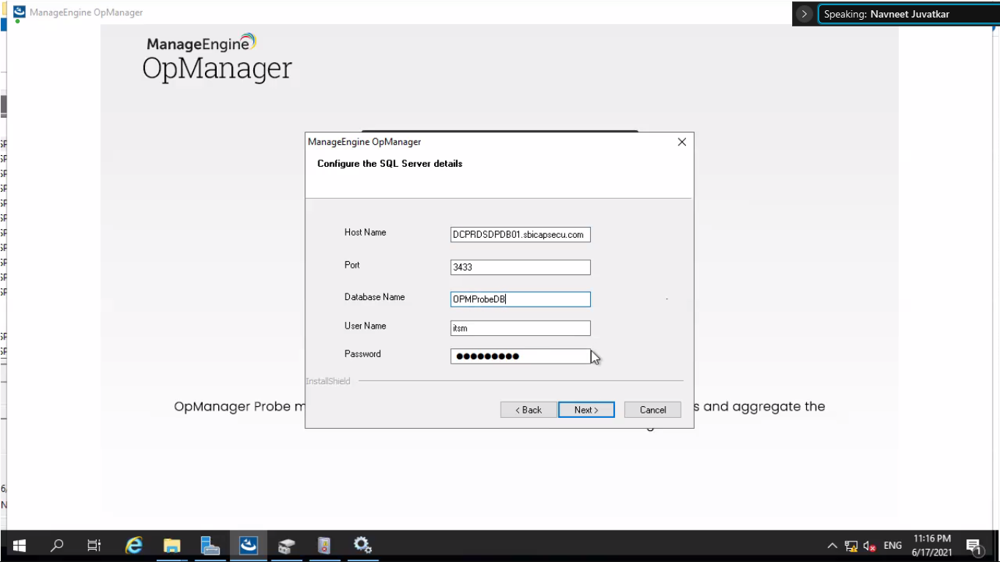 ManageEngine OpManager
Speaking: Navneet Juvatkar
ManageEngine
OpManager
ManageEngine OpManager
Configure the SQL Server details
Host Name
DCPRDSDPDB01.sbicapsecu.com
Port
3433
Database Name
OPMProbeDB
User Name
itsm
Password
InstallShield
< Back
Next >
Cancel
OpManager Probe
and aggregate the
ENG
11:16 PM
6/17/2021
1